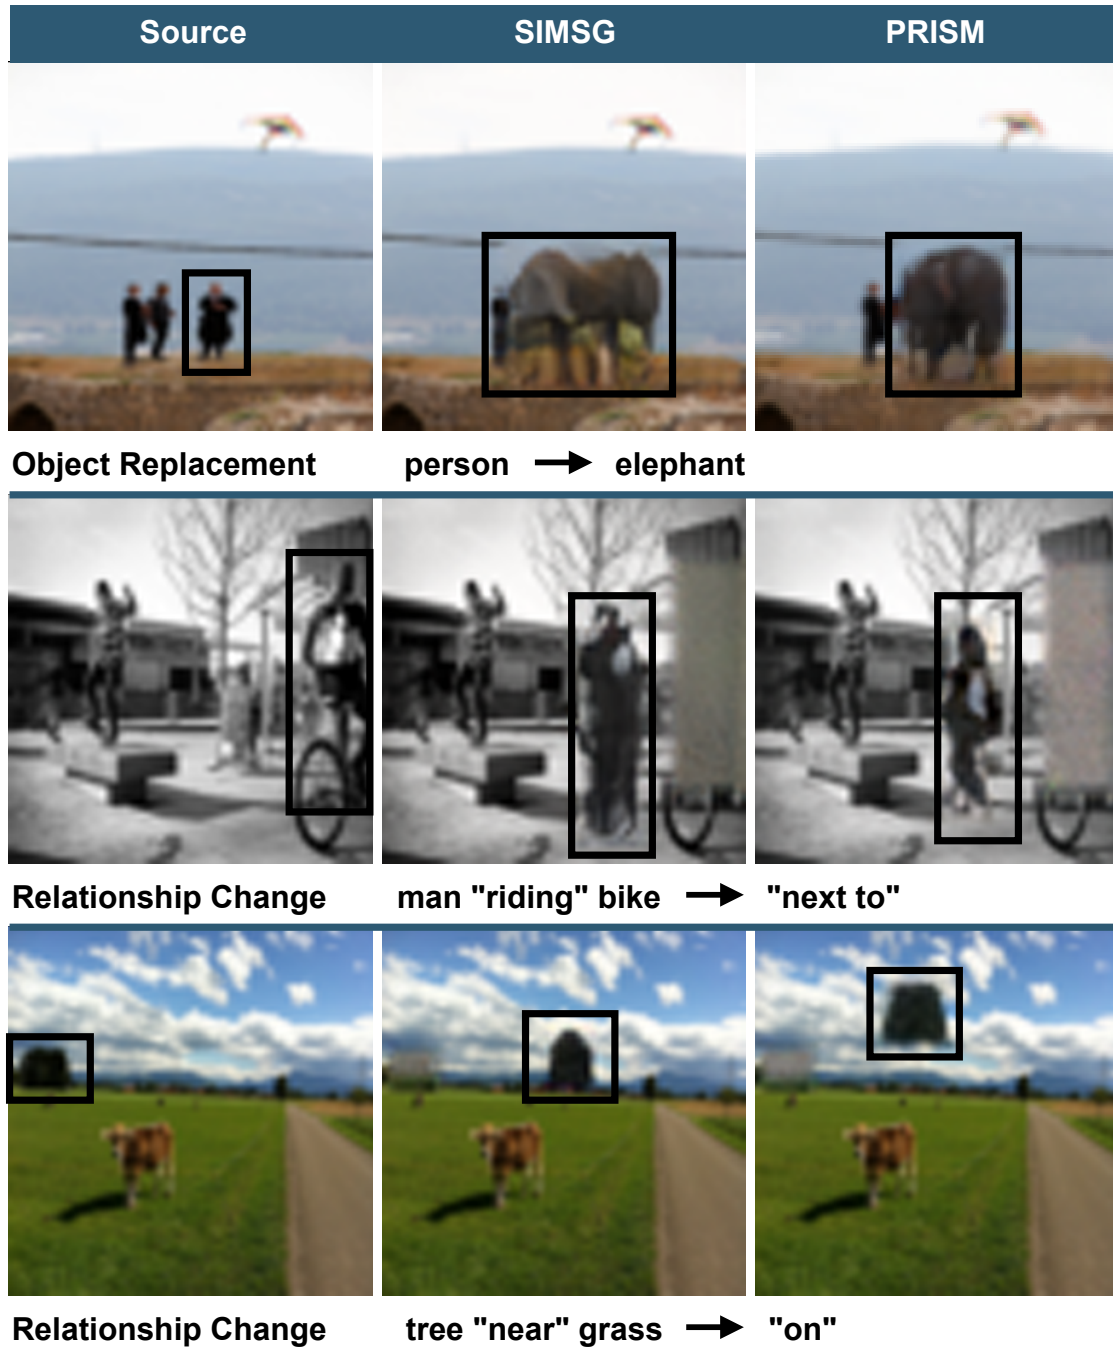 Source SIMSG PRISM
Object Replacement person → elephant
Relationship Change man "riding" bike → "next to"
Relationship Change tree "near" grass → "on"